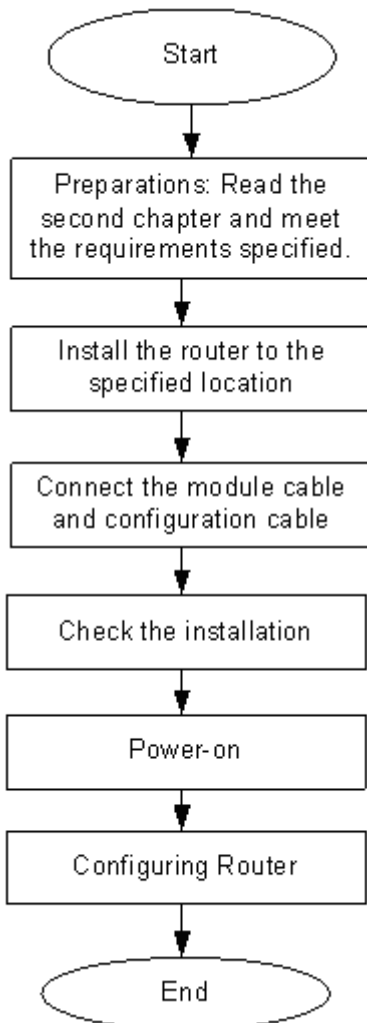 Start
Preparations: Read the
second chapter and meet
the requirements specified.
Install the router to the
specified location
Connect the module cable
and configuration cable
Check the installation
Power-on
Configuring Router
End